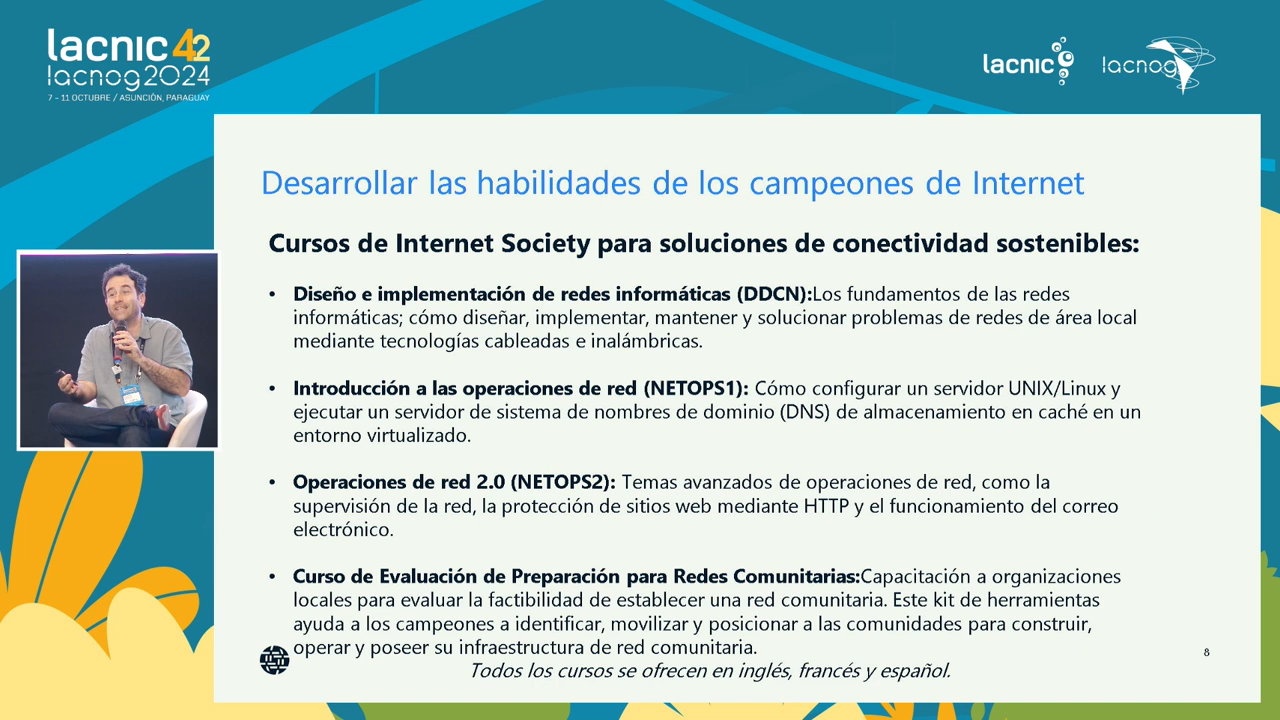 lacnic 42
lacnog2024
7 - 11 OCTUBRE / ASUNCIÓN, PARAGUAY
lacnic
lacnog
Desarrollar las habilidades de los campeones de Internet
Cursos de Internet Society para soluciones de conectividad sostenibles:
• Diseño e implementación de redes informáticas (DDCN):Los fundamentos de las redes
informáticas; cómo diseñar, implementar, mantener y solucionar problemas de redes de área local
mediante tecnologías cableadas e inalámbricas.
• Introducción a las operaciones de red (NETOPS1): Cómo configurar un servidor UNIX/Linux y
ejecutar un servidor de sistema de nombres de dominio (DNS) de almacenamiento en caché en un
entorno virtualizado.
• Operaciones de red 2.0 (NETOPS2): Temas avanzados de operaciones de red, como la
supervisión de la red, la protección de sitios web mediante HTTP y el funcionamiento del correo
electrónico.
• Curso de Evaluación de Preparación para Redes Comunitarias:Capacitación a organizaciones
locales para evaluar la factibilidad de establecer una red comunitaria. Este kit de herramientas
ayuda a los campeones a identificar, movilizar y posicionar a las comunidades para construir,
operar y poseer su infraestructura de red comunitaria.
8
Todos los cursos se ofrecen en inglés, francés y español.